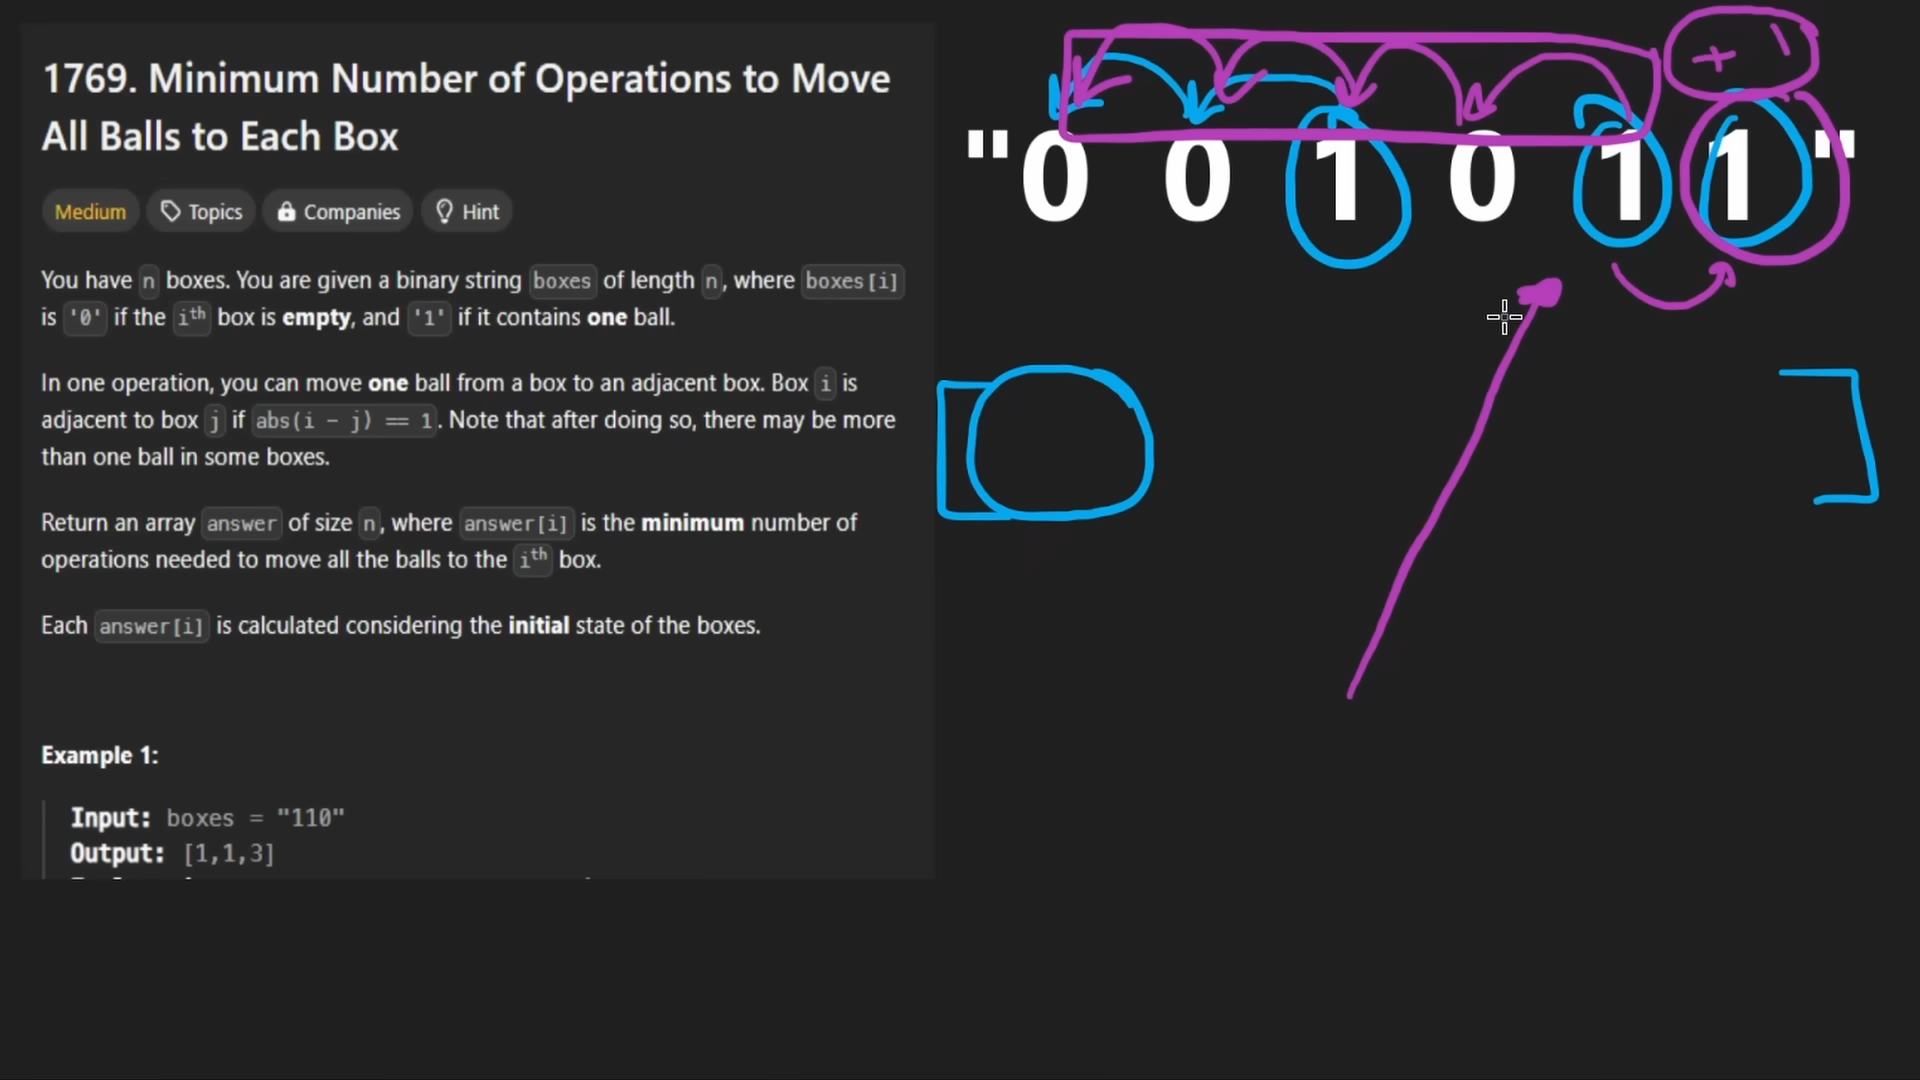 1769. Minimum Number of Operations to Move
All Balls to Each Box
Medium Topics Companies Hint
You have n boxes. You are given a binary string boxes of length n, where boxes[i]
is '0' if the ith box is empty, and '1' if it contains one ball.
In one operation, you can move one ball from a box to an adjacent box. Box i is
adjacent to box j if abs(i - j) == 1. Note that after doing so, there may be more
than one ball in some boxes.
Return an array answer of size n, where answer[i] is the minimum number of
operations needed to move all the balls to the ith box.
Each answer[i] is calculated considering the initial state of the boxes.
Example 1:
Input: boxes = "110"
Output: [1,1,3]
+ 1
"0 0 1 0 1 1"